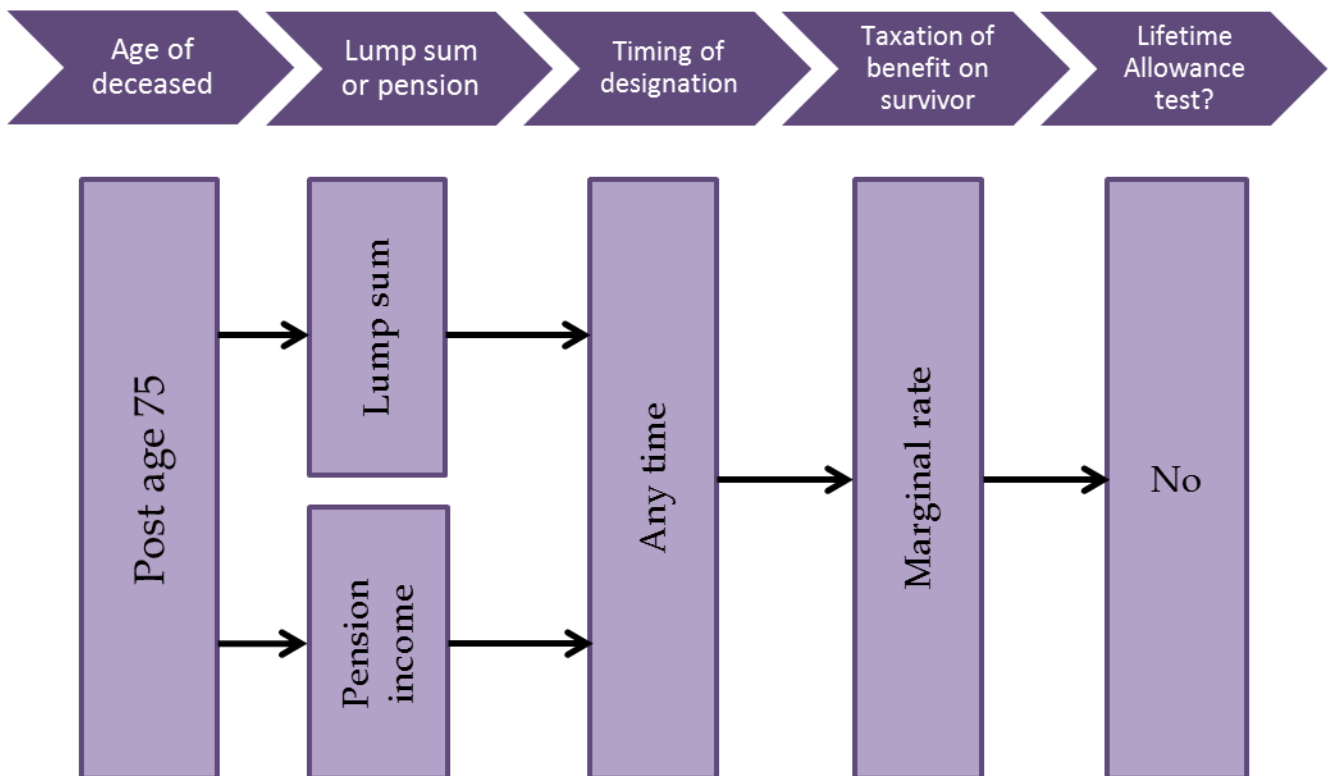 Age of
deceased
Lump sum
or pension
Timing of
designation
Taxation of
benefit on
survivor
Lifetime
Allowance
test?
Post age 75
Lump sum
Pension
income
Any time
Marginal rate
No